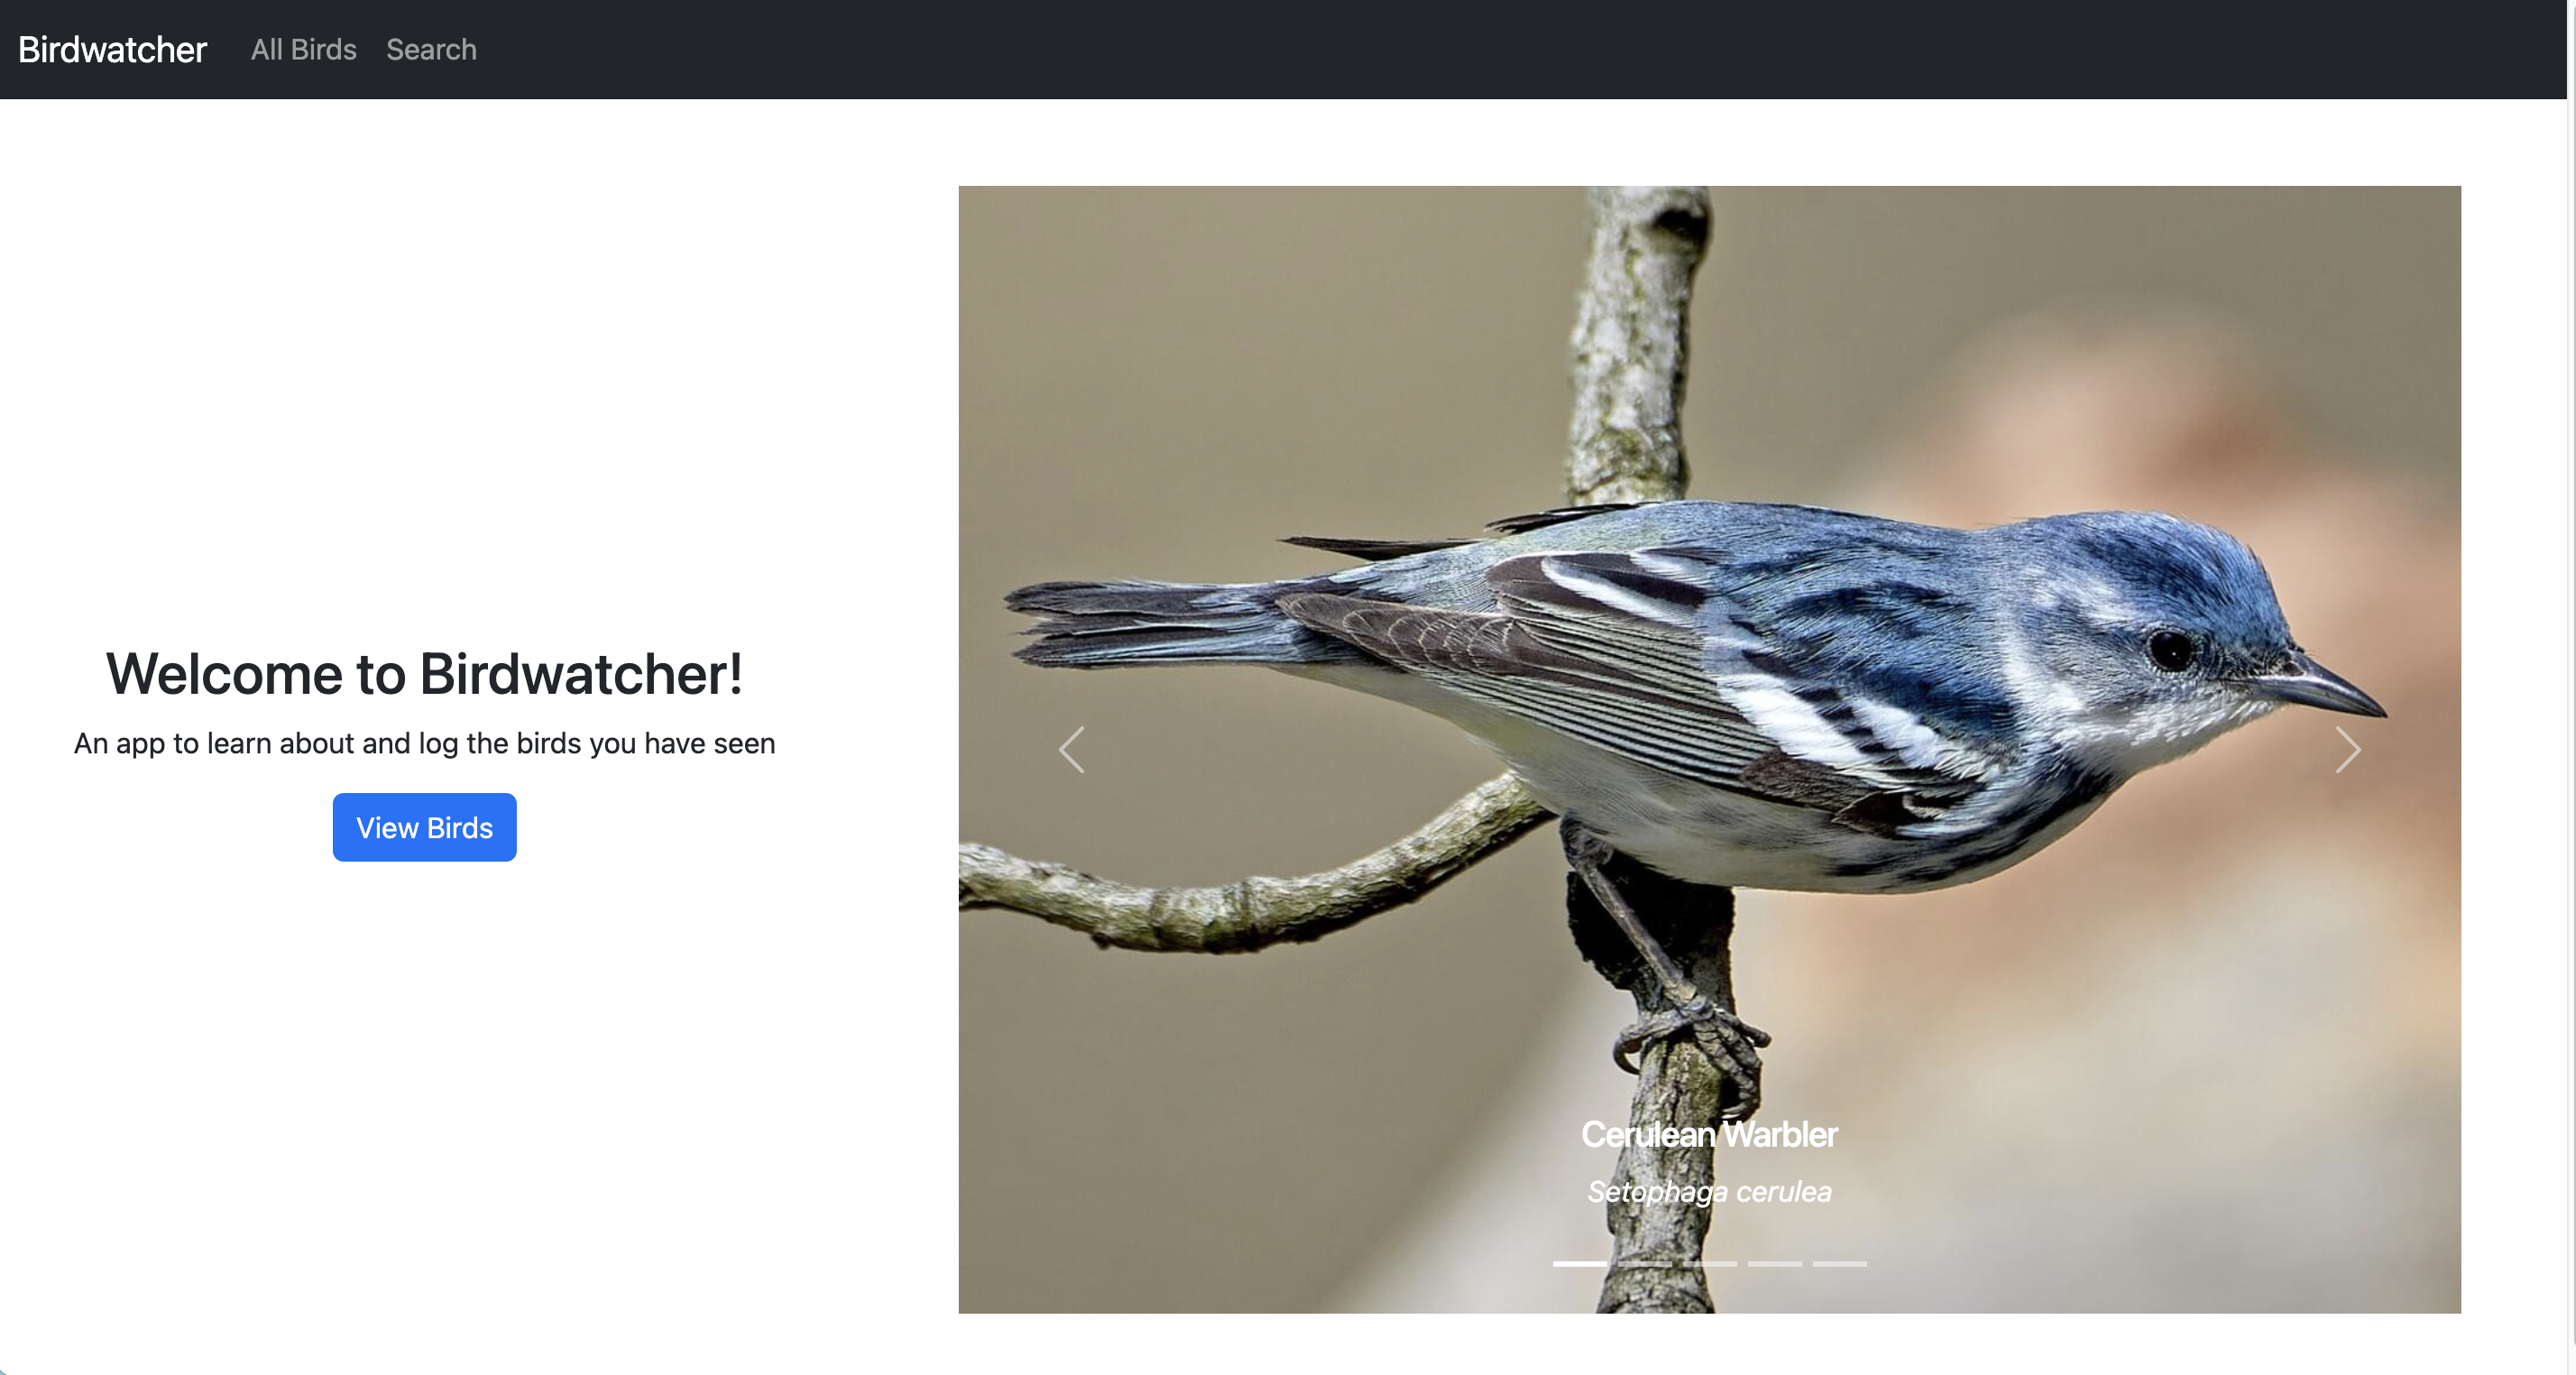 Birdwatcher All Birds Search
Welcome to Birdwatcher!
An app to learn about and log the birds you have seen
View Birds
Cerulean Warbler
Setophaga cerulea